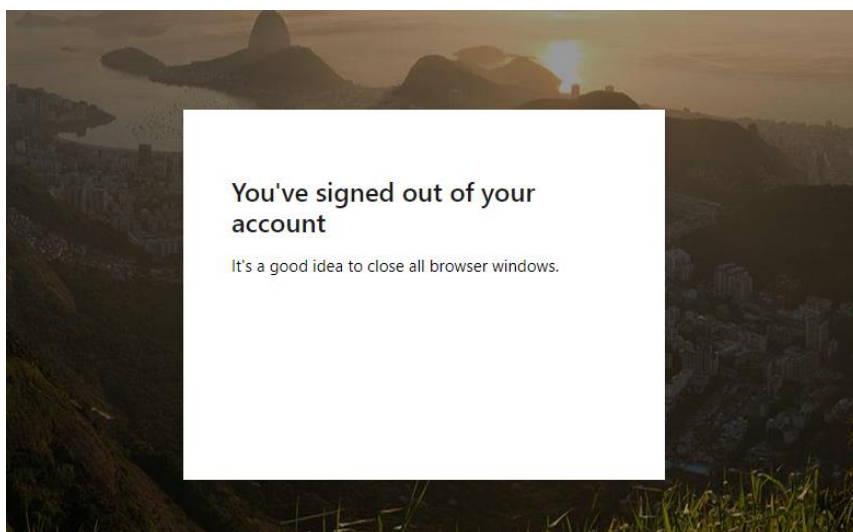 You've signed out of your
account
It's a good idea to close all browser windows.